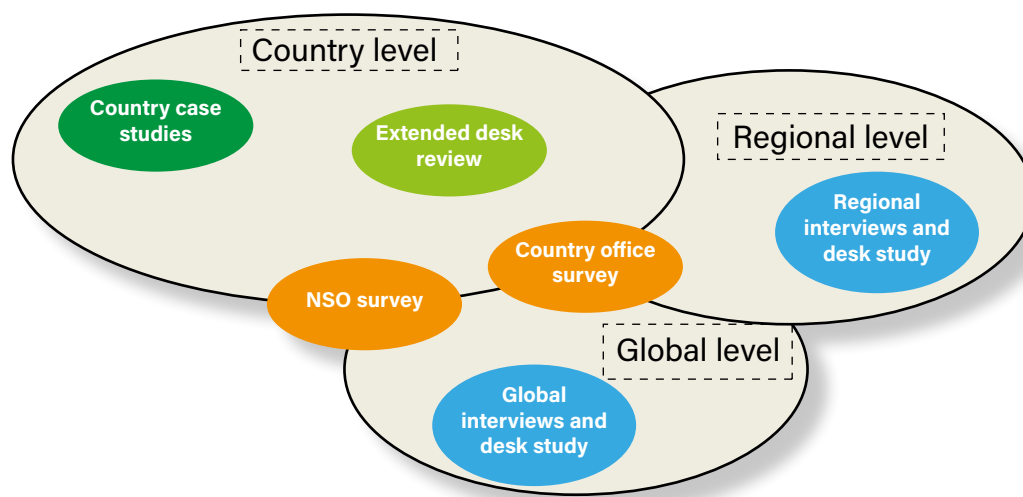 Country level
Country case
studies
Extended desk
review
Regional level
Regional
interviews and
desk study
Country office
survey
NSO survey
Global level
Global
interviews and
desk study